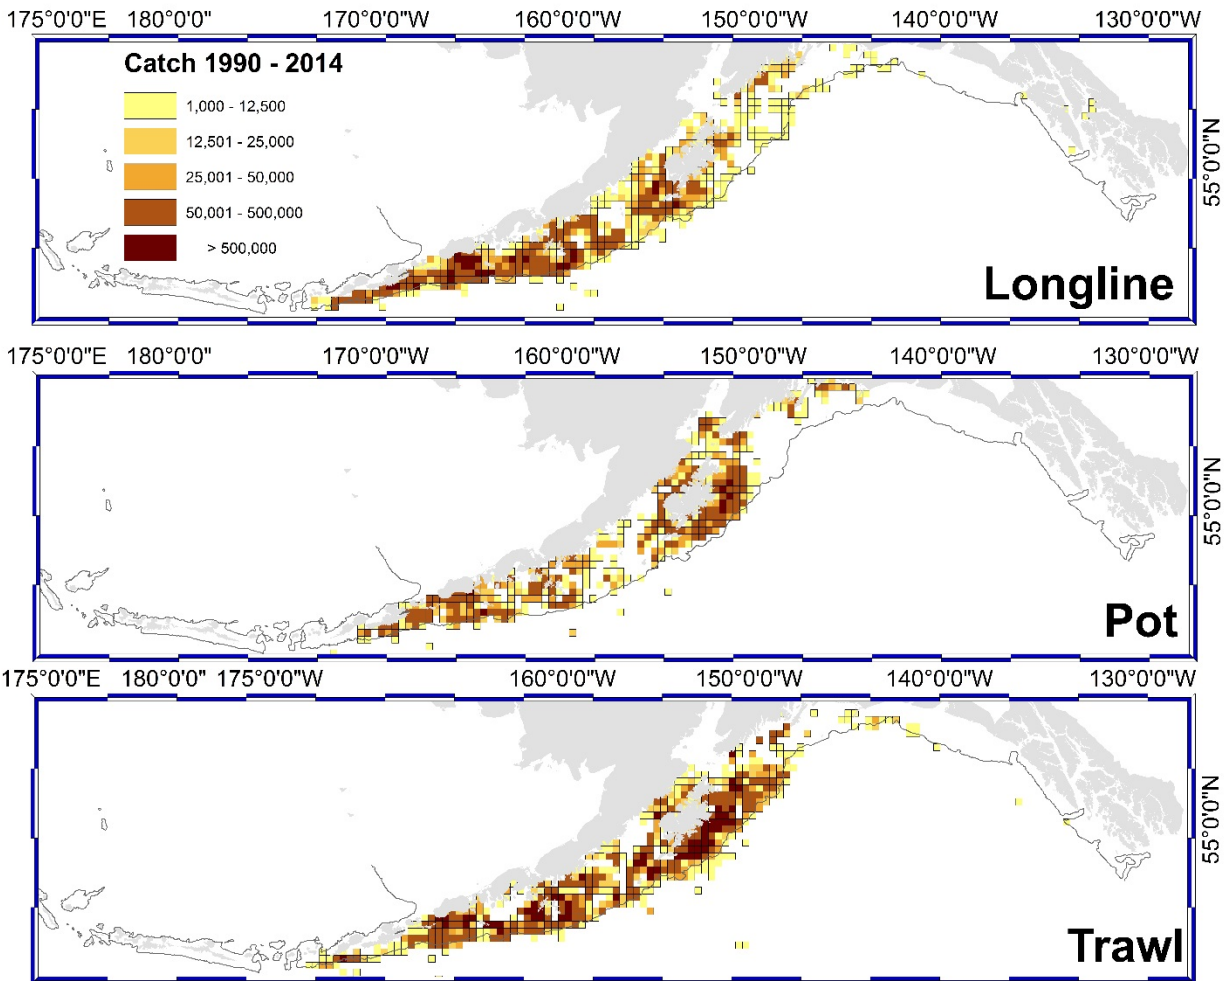 175°0'0"E 180°0'0" 170°0'0"W 160°0'0"W 150°0'0"W 140°0'0"W 130°0'0"W
Catch 1990 - 2014
1,000 - 12,500
12,501 - 25,000
25,001 - 50,000
50,001 - 500,000
> 500,000
55°0'0"N
Longline
175°0'0"E 180°0'0" 170°0'0"W 160°0'0"W 150°0'0"W 140°0'0"W 130°0'0"W
55°0'0"N
Pot
175°0'0"E 180°0'0" 175°0'0"W 160°0'0"W 150°0'0"W 140°0'0"W 130°0'0"W
55°0'0"N
Trawl